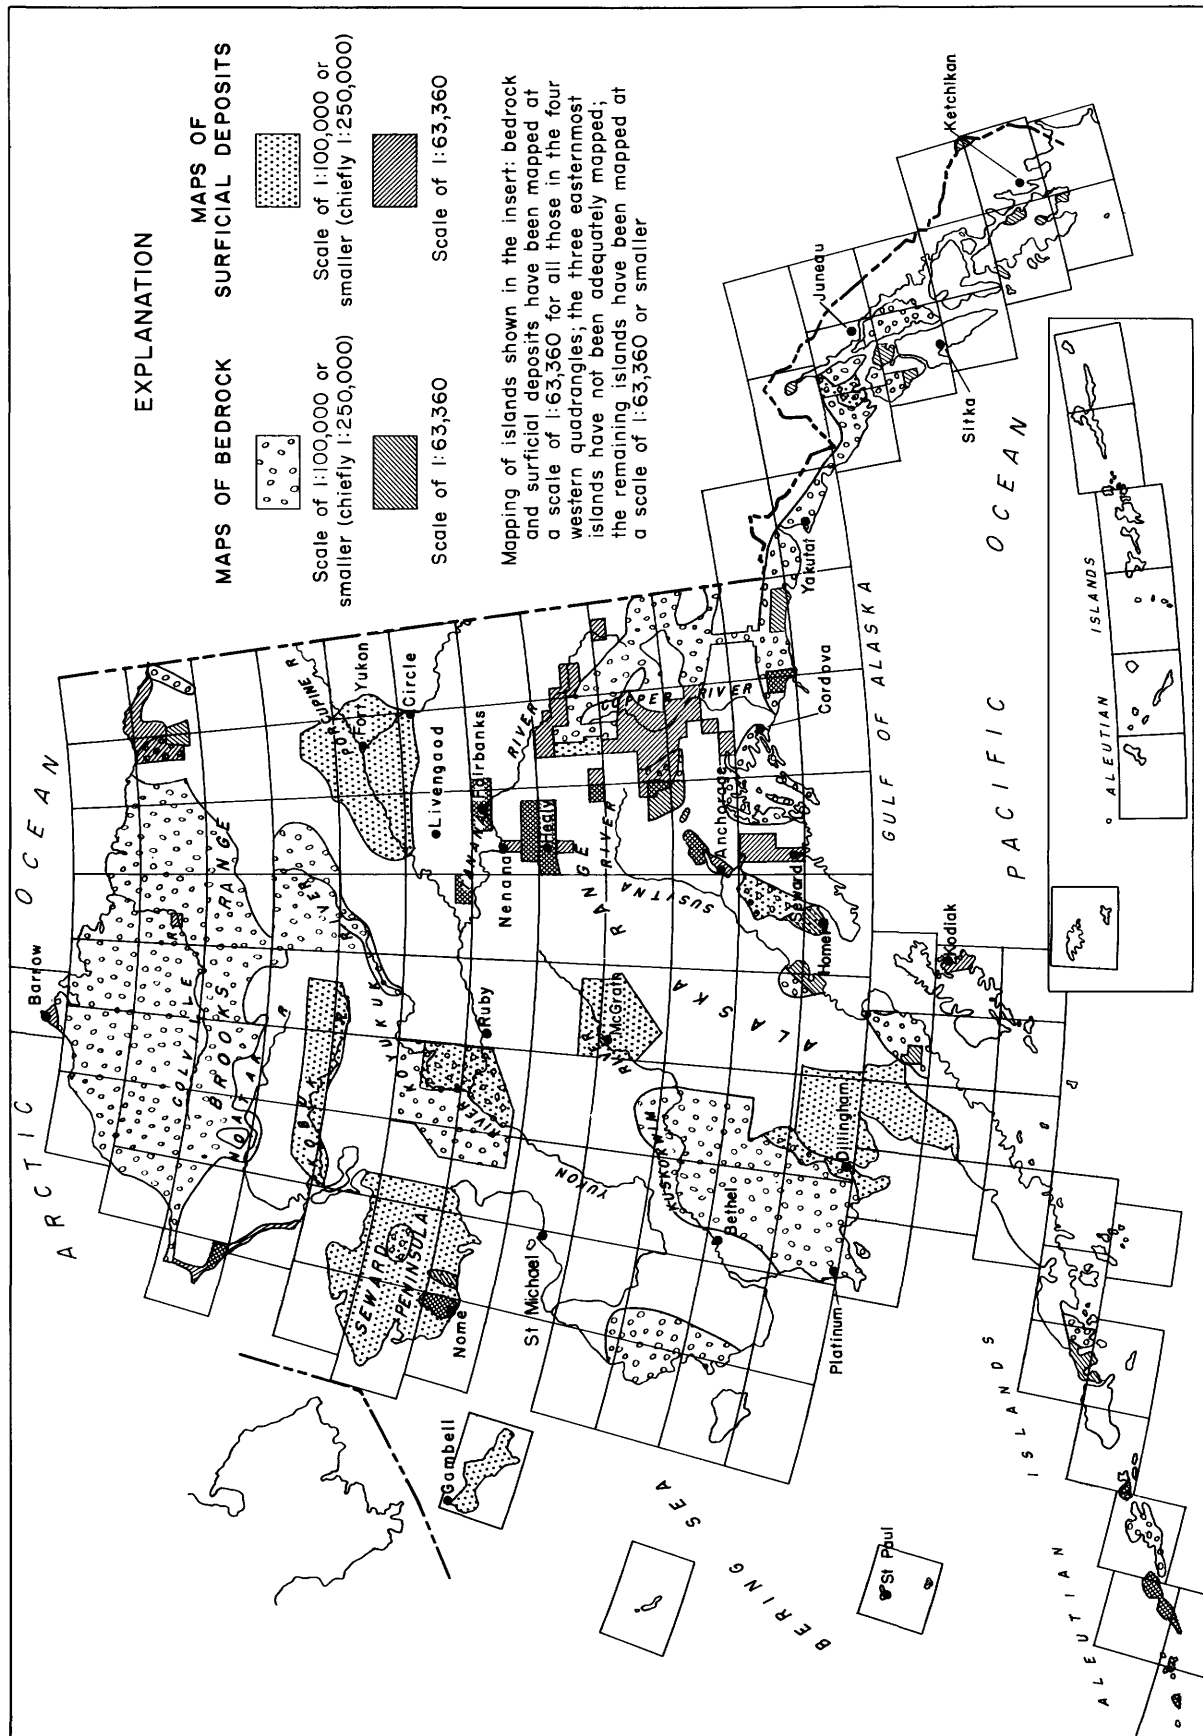 EXPLANATION
MAPS OF BEDROCK
MAPS OF
SURFICIAL DEPOSITS
Scale of 1:100,000 or
smaller (chiefly 1:250,000)
Scale of 1:100,000 or
smaller (chiefly 1:250,000)
Scale of 1:63,360
Scale of 1:63,360
Mapping of islands shown in the insert: bedrock
and surficial deposits have been mapped at
a scale of 1:63,360 for all those in the four
western quadrangles; the three easternmost
islands have not been adequately mapped;
the remaining islands have been mapped at
a scale of 1:63,360 or smaller
ARCTIC OCEAN
Barrow
COLVILLE R
BROOKS RANGE
NOATAK R
KOBUK R
KOYUKUK RIVER
PORCUPINE R
Fort Yukon
Circle
Livengood
TANANA RIVER
Fairbanks
Nenana
Healy
Ruby
SEWARD
PENINSULA
Nome
St Michael
YUKON RIVER
Gambell
KUSKOKWIM RIVER
McGrath
ALASKA RANGE
SUSITNA RIVER
COPPER RIVER
Anchorage
Cordova
Seward
Homer
Bethel
Dillingham
Platinum
Kodiak
Yakutat
Juneau
Sitka
Ketchikan
GULF OF ALASKA
PACIFIC OCEAN
BERING SEA
St Paul
ALEUTIAN ISLANDS
ALEUTIAN ISLANDS